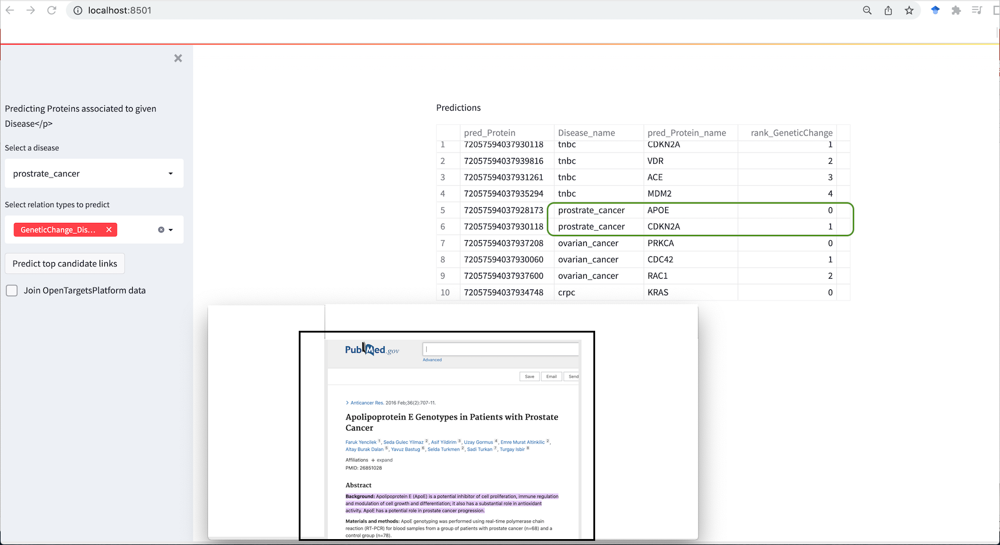 localhost:8501
Predicting Proteins associated to given
Disease</p>
Select a disease
prostrate_cancer
Select relation types to predict
GeneticChange_Dis...
Predict top candidate links
Join OpenTargetsPlatform data
Predictions
pred_Protein Disease_name pred_Protein_name rank_GeneticChange
1 72057594037930118 tnbc CDKN2A 1
2 72057594037939816 tnbc VDR 2
3 72057594037931261 tnbc ACE 3
4 72057594037935294 tnbc MDM2 4
5 72057594037928173 prostrate_cancer APOE 0
6 72057594037930118 prostrate_cancer CDKN2A 1
7 72057594037937208 ovarian_cancer PRKCA 0
8 72057594037930060 ovarian_cancer CDC42 1
9 72057594037937600 ovarian_cancer RAC1 2
10 72057594037934748 crpc KRAS 0
PubMed.gov
Advanced
Save Email Send
> Anticancer Res. 2016 Feb;36(2):707-11.
Apolipoprotein E Genotypes in Patients with Prostate
Cancer
Faruk Yencilek 1, Seda Gulec Yilmaz 2, Asif Yildirim 3, Uzay Gormus 4, Emre Murat Altinkilic 2,
Altay Burak Dalan 5, Yavuz Bastug 6, Selda Turkmen 2, Sadi Turkan 7, Turgay Isbir 8
Affiliations + expand
PMID: 26851028
Abstract
Background: Apolipoprotein E (ApoE) is a potential inhibitor of cell proliferation, immune regulation
and modulation of cell growth and differentiation; it also has a substantial role in antioxidant
activity. ApoE has a potential role in prostate cancer progression.
Materials and methods: ApoE genotyping was performed using real-time polymerase chain
reaction (RT-PCR) for blood samples from a group of patients with prostate cancer (n=68) and a
control group (n=78).